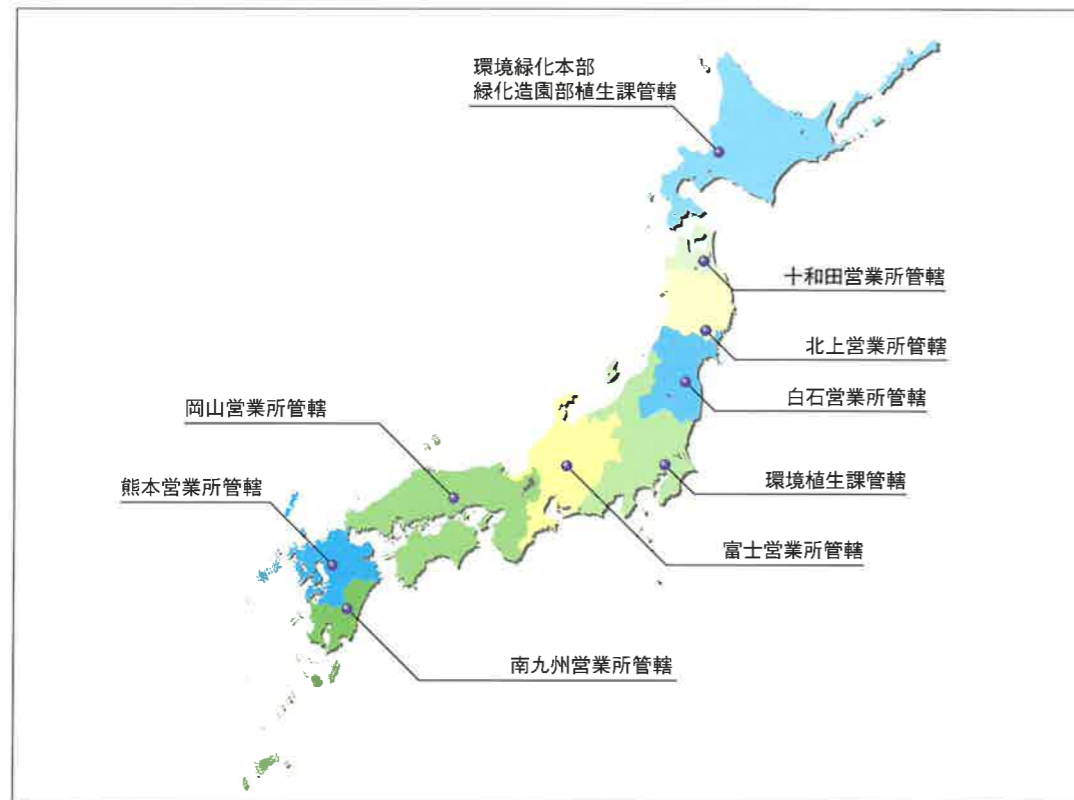 環境緑化本部
緑化造園部植生課管轄
十和田営業所管轄
北上営業所管轄
白石営業所管轄
岡山営業所管轄
熊本営業所管轄
環境植生課管轄
富士営業所管轄
南九州営業所管轄